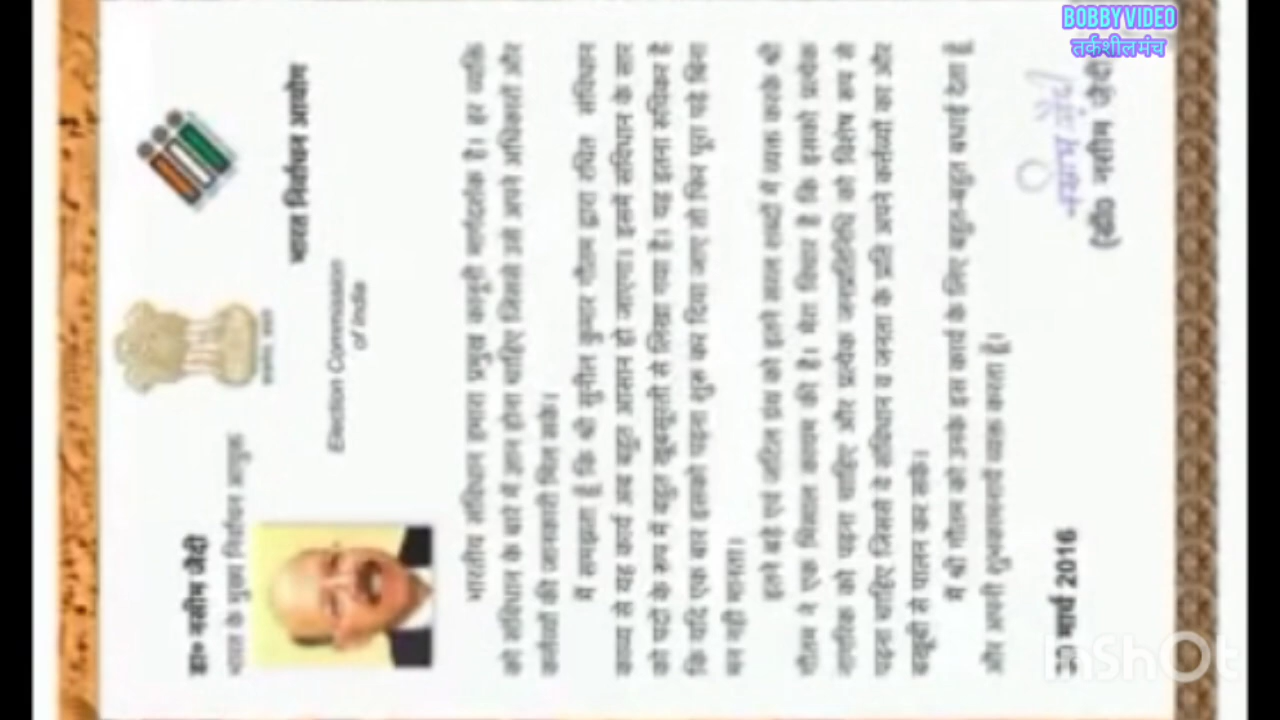 BOBBY VIDEO
तर्कशील मंच
डा० नसीम जैदी
भारत के मुख्य निर्वाचन आयुक्त
भारत निर्वाचन आयोग
Election Commission
of India
भारतीय संविधान हमारा प्रमुख कानूनी मार्गदर्शक है। हर व्यक्ति
को संविधान के बारे में ज्ञान होना चाहिए जिससे उसे अपने अधिकारों और
कर्तव्यों की जानकारी मिल सके।
में समझता हूँ कि श्री सुनील कुमार गौतम द्वारा रचित संविधान
काव्य से यह कार्य अब बहुत आसान हो जाएगा। इसमें संविधान के सार
को पदों के रूप में बहुत खूबसूरती से लिखा गया है। यह इतना रुचिकर है
कि यदि एक बार इसको पढ़ना शुरू कर दिया जाए तो फिर पूरा पढ़े बिना
मन नहीं मानता।
इतने बड़े एवं जटिल ग्रंथ को इतने सरल शब्दों में व्यक्त करके श्री
गौतम ने एक मिसाल कायम की है। मेरा विचार है कि इसको प्रत्येक
नागरिक को पढ़ना चाहिए और प्रत्येक जनप्रतिनिधि को विशेष रूप से
पढ़ना चाहिए जिससे वे संविधान व जनता के प्रति अपने कर्तव्यों का और
बखूबी से पालन कर सकें।
मैं श्री गौतम को उनके इस कार्य के लिए बहुत-बहुत बधाई देता हूँ
और अपनी शुभकामनायें व्यक्त करता हूँ।
मार्च 2016
(डॉ० नसीम ज़ैदी)
InShOt